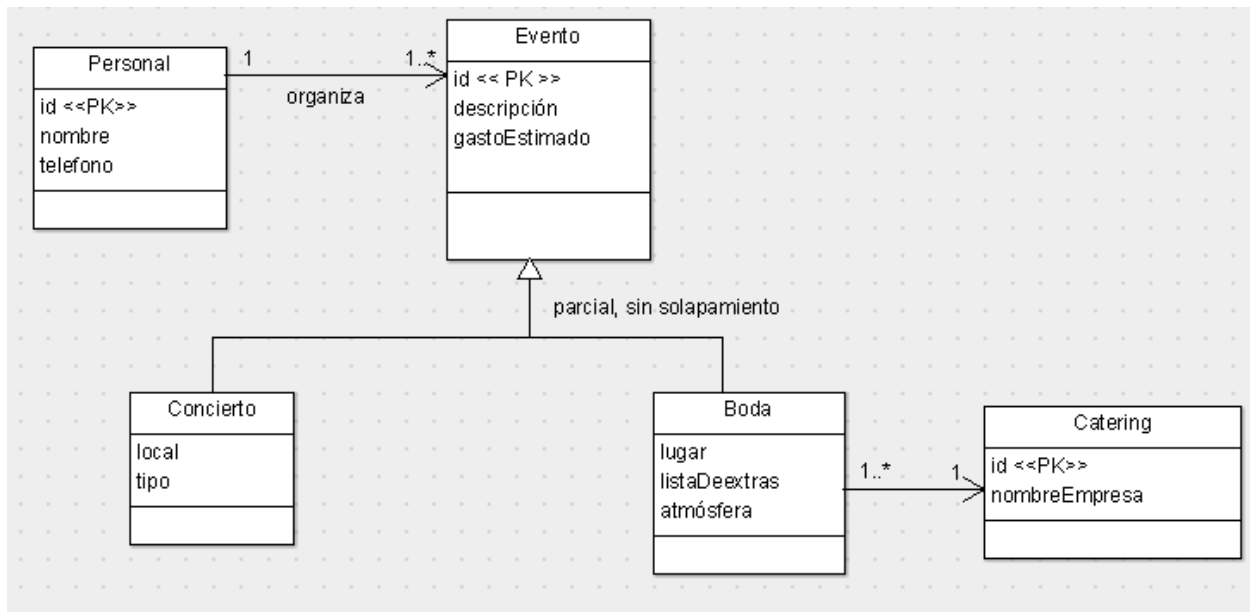 Personal
id <<PK>>
nombre
telefono
1
1..*
organiza
Evento
id << PK >>
descripción
gastoEstimado
parcial, sin solapamiento
Concierto
local
tipo
Boda
lugar
listaDeextras
atmósfera
1..*
1
Catering
id <<PK>>
nombreEmpresa